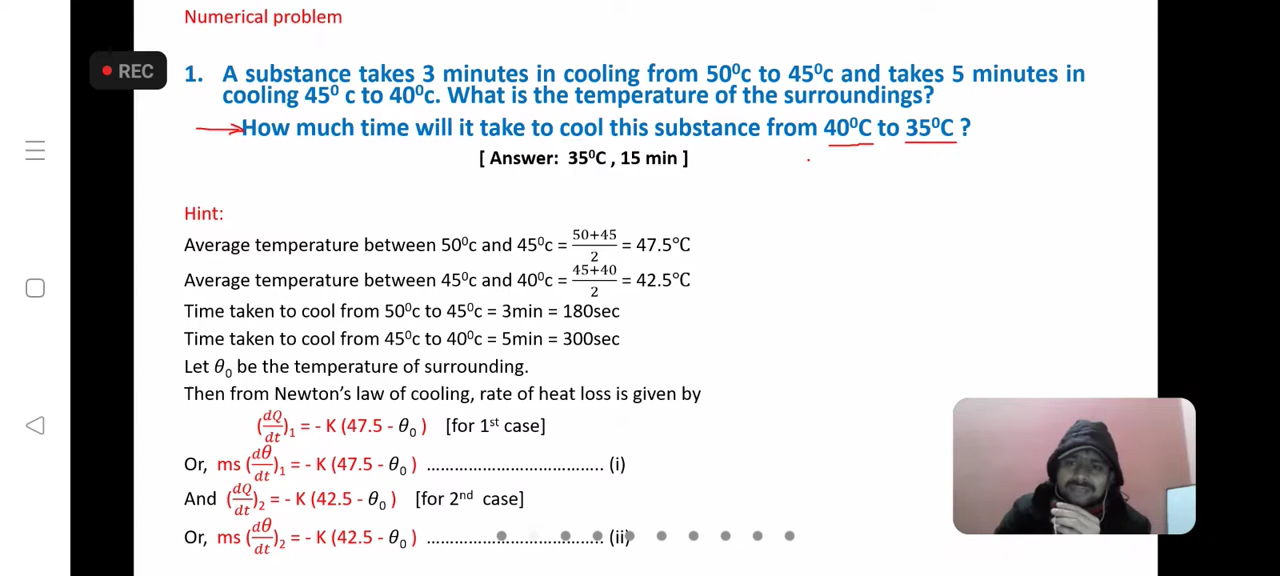 Numerical problem
REC
1. A substance takes 3 minutes in cooling from 50⁰c to 45⁰c and takes 5 minutes in
cooling 45⁰ c to 40⁰c. What is the temperature of the surroundings?
How much time will it take to cool this substance from 40⁰C to 35⁰C ?
[ Answer: 35⁰C , 15 min ]
Hint:
Average temperature between 50⁰c and 45⁰c = (50+45)/2 = 47.5°C
Average temperature between 45⁰c and 40⁰c = (45+40)/2 = 42.5°C
Time taken to cool from 50⁰c to 45⁰c = 3min = 180sec
Time taken to cool from 45⁰c to 40⁰c = 5min = 300sec
Let θ₀ be the temperature of surrounding.
Then from Newton's law of cooling, rate of heat loss is given by
(dQ/dt)₁ = - K (47.5 - θ₀ ) [for 1ˢᵗ case]
Or, ms (dθ/dt)₁ = - K (47.5 - θ₀ ) .................................... (i)
And (dQ/dt)₂ = - K (42.5 - θ₀ ) [for 2ⁿᵈ case]
Or, ms (dθ/dt)₂ = - K (42.5 - θ₀ ) .................................... (ii)